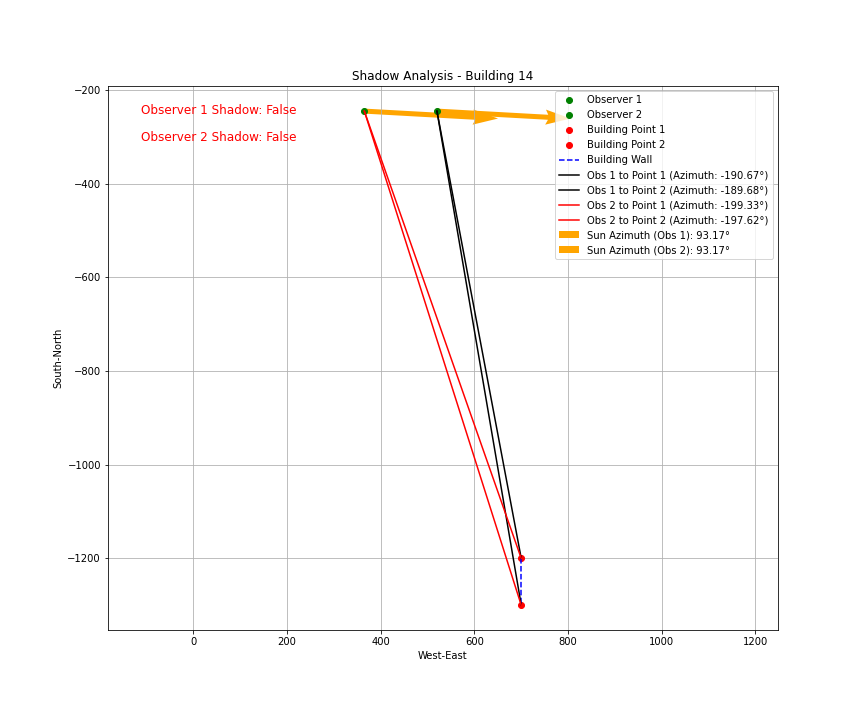 Shadow Analysis - Building 14
Observer 1 Shadow: False
Observer 2 Shadow: False
Observer 1
Observer 2
Building Point 1
Building Point 2
Building Wall
Obs 1 to Point 1 (Azimuth: -190.67°)
Obs 1 to Point 2 (Azimuth: -189.68°)
Obs 2 to Point 1 (Azimuth: -199.33°)
Obs 2 to Point 2 (Azimuth: -197.62°)
Sun Azimuth (Obs 1): 93.17°
Sun Azimuth (Obs 2): 93.17°
South-North
−200
−400
−600
−800
−1000
−1200
0 200 400 600 800 1000 1200
West-East